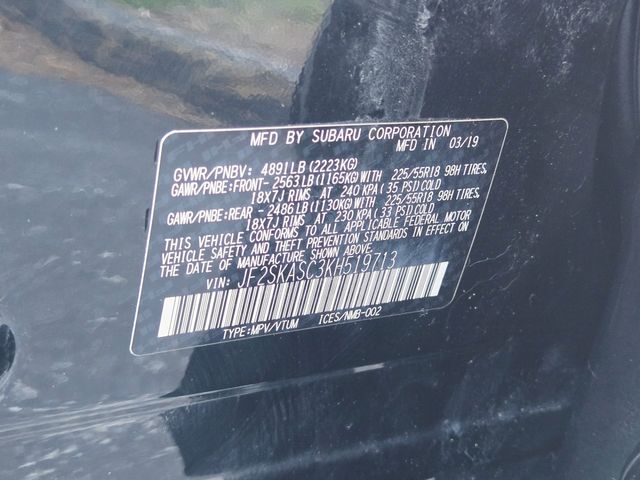 MFD BY SUBARU CORPORATION
MFD IN 03/19
GVWR/PNBV: 4891LB(2223KG)
GAWR/PNBE:FRONT-2563LB(1165KG)WITH 225/55R18 98H TIRES,
18X7J RIMS AT 240 KPA(35 PSI)COLD
GAWR/PNBE:REAR -2486LB(1130KG)WITH 225/55R18 98H TIRES,
18X7J RIMS AT 230 KPA(33 PSI)COLD
THIS VEHICLE CONFORMS TO ALL APPLICABLE FEDERAL MOTOR
VEHICLE SAFETY AND THEFT PREVENTION STANDARDS IN EFFECT ON
THE DATE OF MANUFACTURE SHOWN ABOVE.
VIN: JF2SKASC3KH519713
TYPE:MPV/VTUM ICES/NMB-002